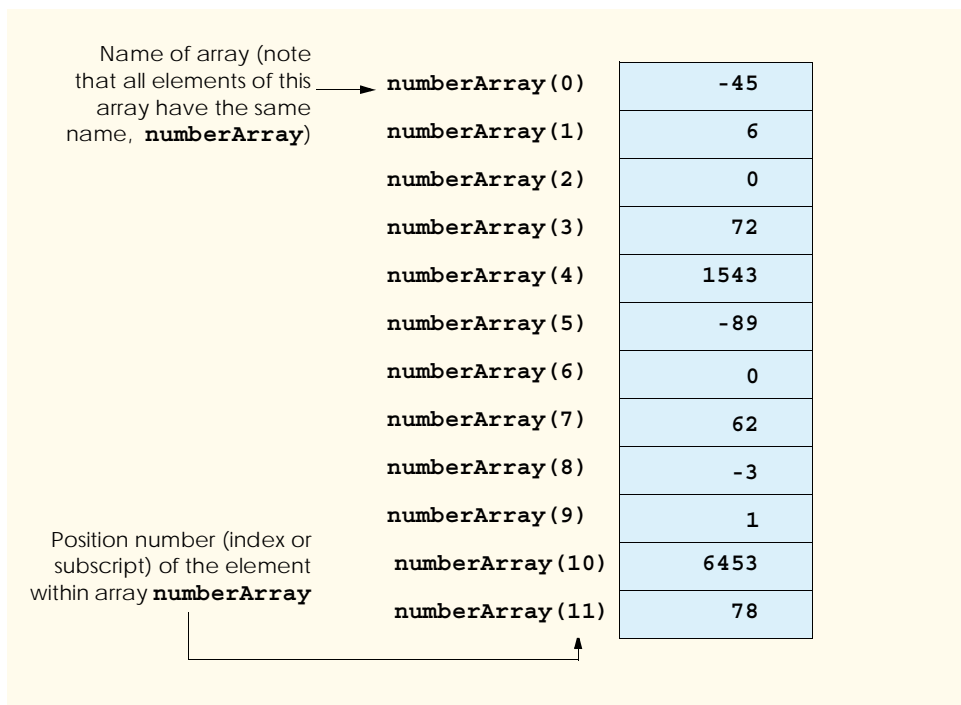 Name of array (note
that all elements of this
array have the same
name, numberArray)
numberArray(0) -45
numberArray(1) 6
numberArray(2) 0
numberArray(3) 72
numberArray(4) 1543
numberArray(5) -89
numberArray(6) 0
numberArray(7) 62
numberArray(8) -3
numberArray(9) 1
numberArray(10) 6453
numberArray(11) 78
Position number (index or
subscript) of the element
within array numberArray